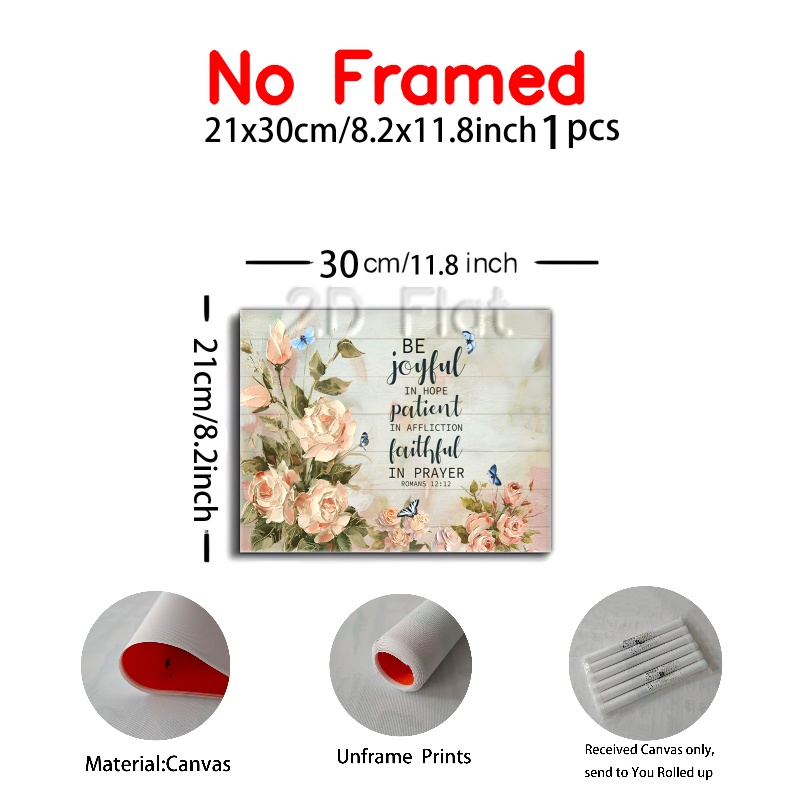 No Framed
21x30cm/8.2x11.8inch 1 pcs
30 cm/11.8 inch
2D Flat
21cm/8.2inch
BE
joyful
IN HOPE
patient
IN AFFLICTION
faithful
IN PRAYER
ROMANS 12:12
Material:Canvas
Unframe Prints
Received Canvas only,
send to You Rolled up